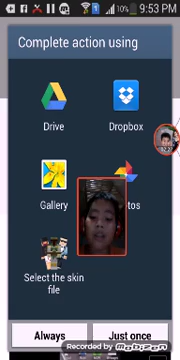 10% 9:53 PM
Complete action using
Drive
Dropbox
Gallery
tos
Select the skin
file
Always
Just once
Recorded by Mobizen